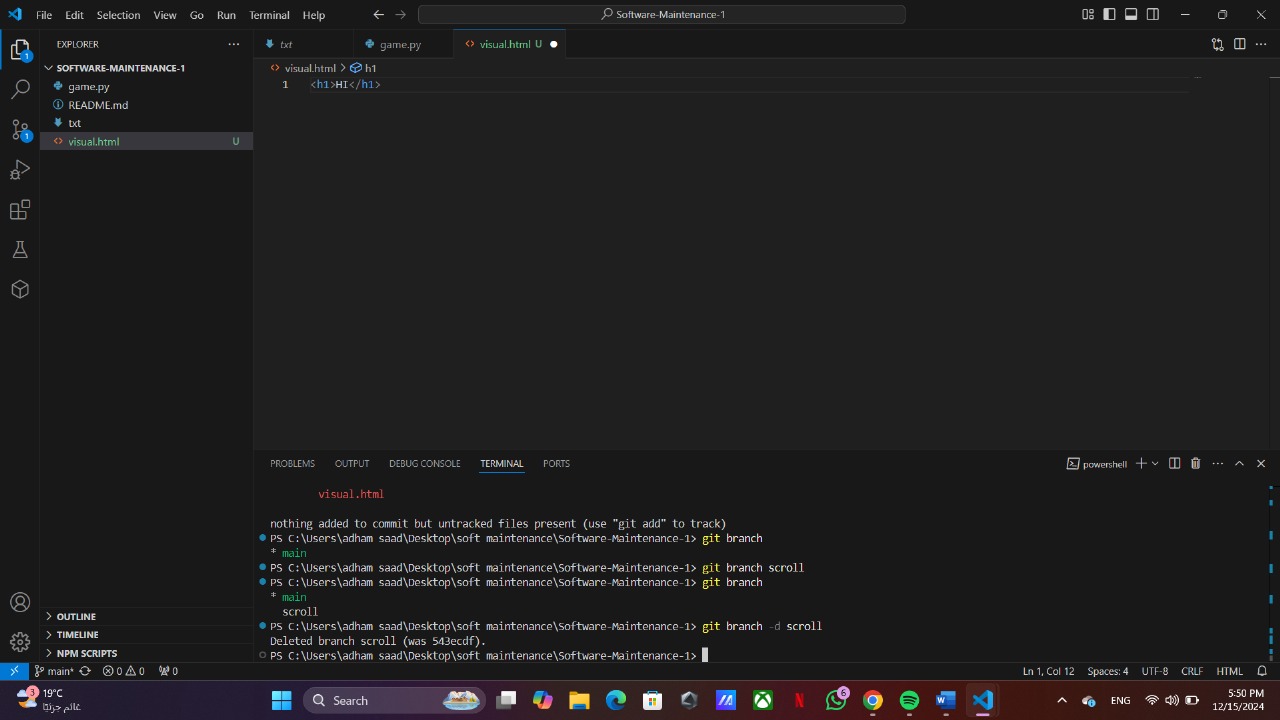 File Edit Selection View Go Run Terminal Help
Software-Maintenance-1
EXPLORER
txt
game.py
visual.html U
1
SOFTWARE-MAINTENANCE-1
visual.html > h1
game.py
1 <h1>HI</h1>
README.md
txt
1
visual.html U
PROBLEMS OUTPUT DEBUG CONSOLE TERMINAL PORTS
powershell
visual.html
nothing added to commit but untracked files present (use "git add" to track)
PS C:\Users\adham saad\Desktop\soft maintenance\Software-Maintenance-1> git branch
* main
PS C:\Users\adham saad\Desktop\soft maintenance\Software-Maintenance-1> git branch scroll
PS C:\Users\adham saad\Desktop\soft maintenance\Software-Maintenance-1> git branch
* main
scroll
PS C:\Users\adham saad\Desktop\soft maintenance\Software-Maintenance-1> git branch -d scroll
Deleted branch scroll (was 543ecdf).
PS C:\Users\adham saad\Desktop\soft maintenance\Software-Maintenance-1>
OUTLINE
TIMELINE
NPM SCRIPTS
main* 0 0 0
Ln 1, Col 12 Spaces: 4 UTF-8 CRLF HTML
3
19°C
غائم جزئيًا
Search
6
ENG
5:50 PM
12/15/2024